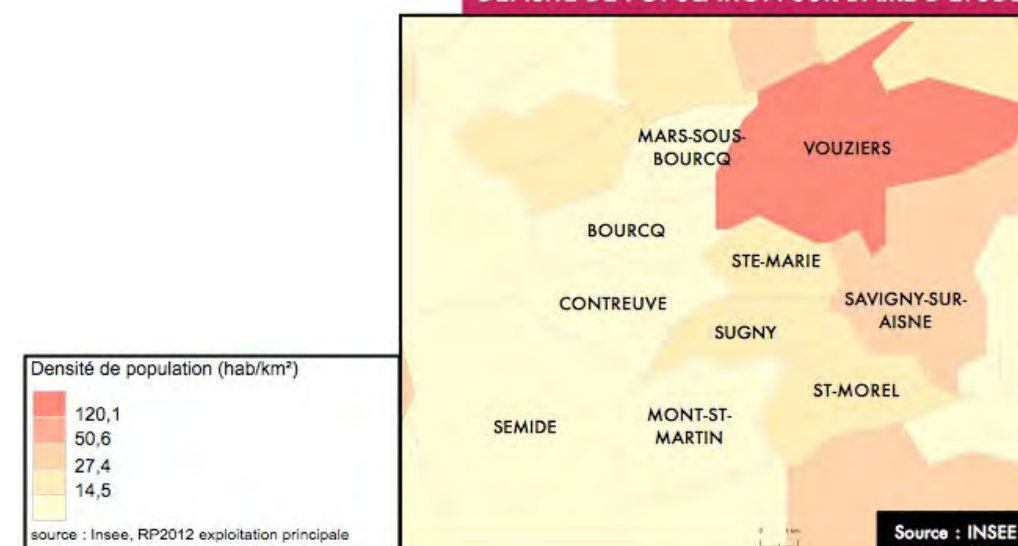 MARS-SOUS-
BOURCQ
VOUZIERS
BOURCQ
STE-MARIE
CONTREUVE
SAVIGNY-SUR-
AISNE
SUGNY
ST-MOREL
MONT-ST-
MARTIN
SEMIDE
Densité de population (hab/km²)
120,1
50,6
27,4
14,5
source : Insee, RP2012 exploitation principale
Source : INSEE